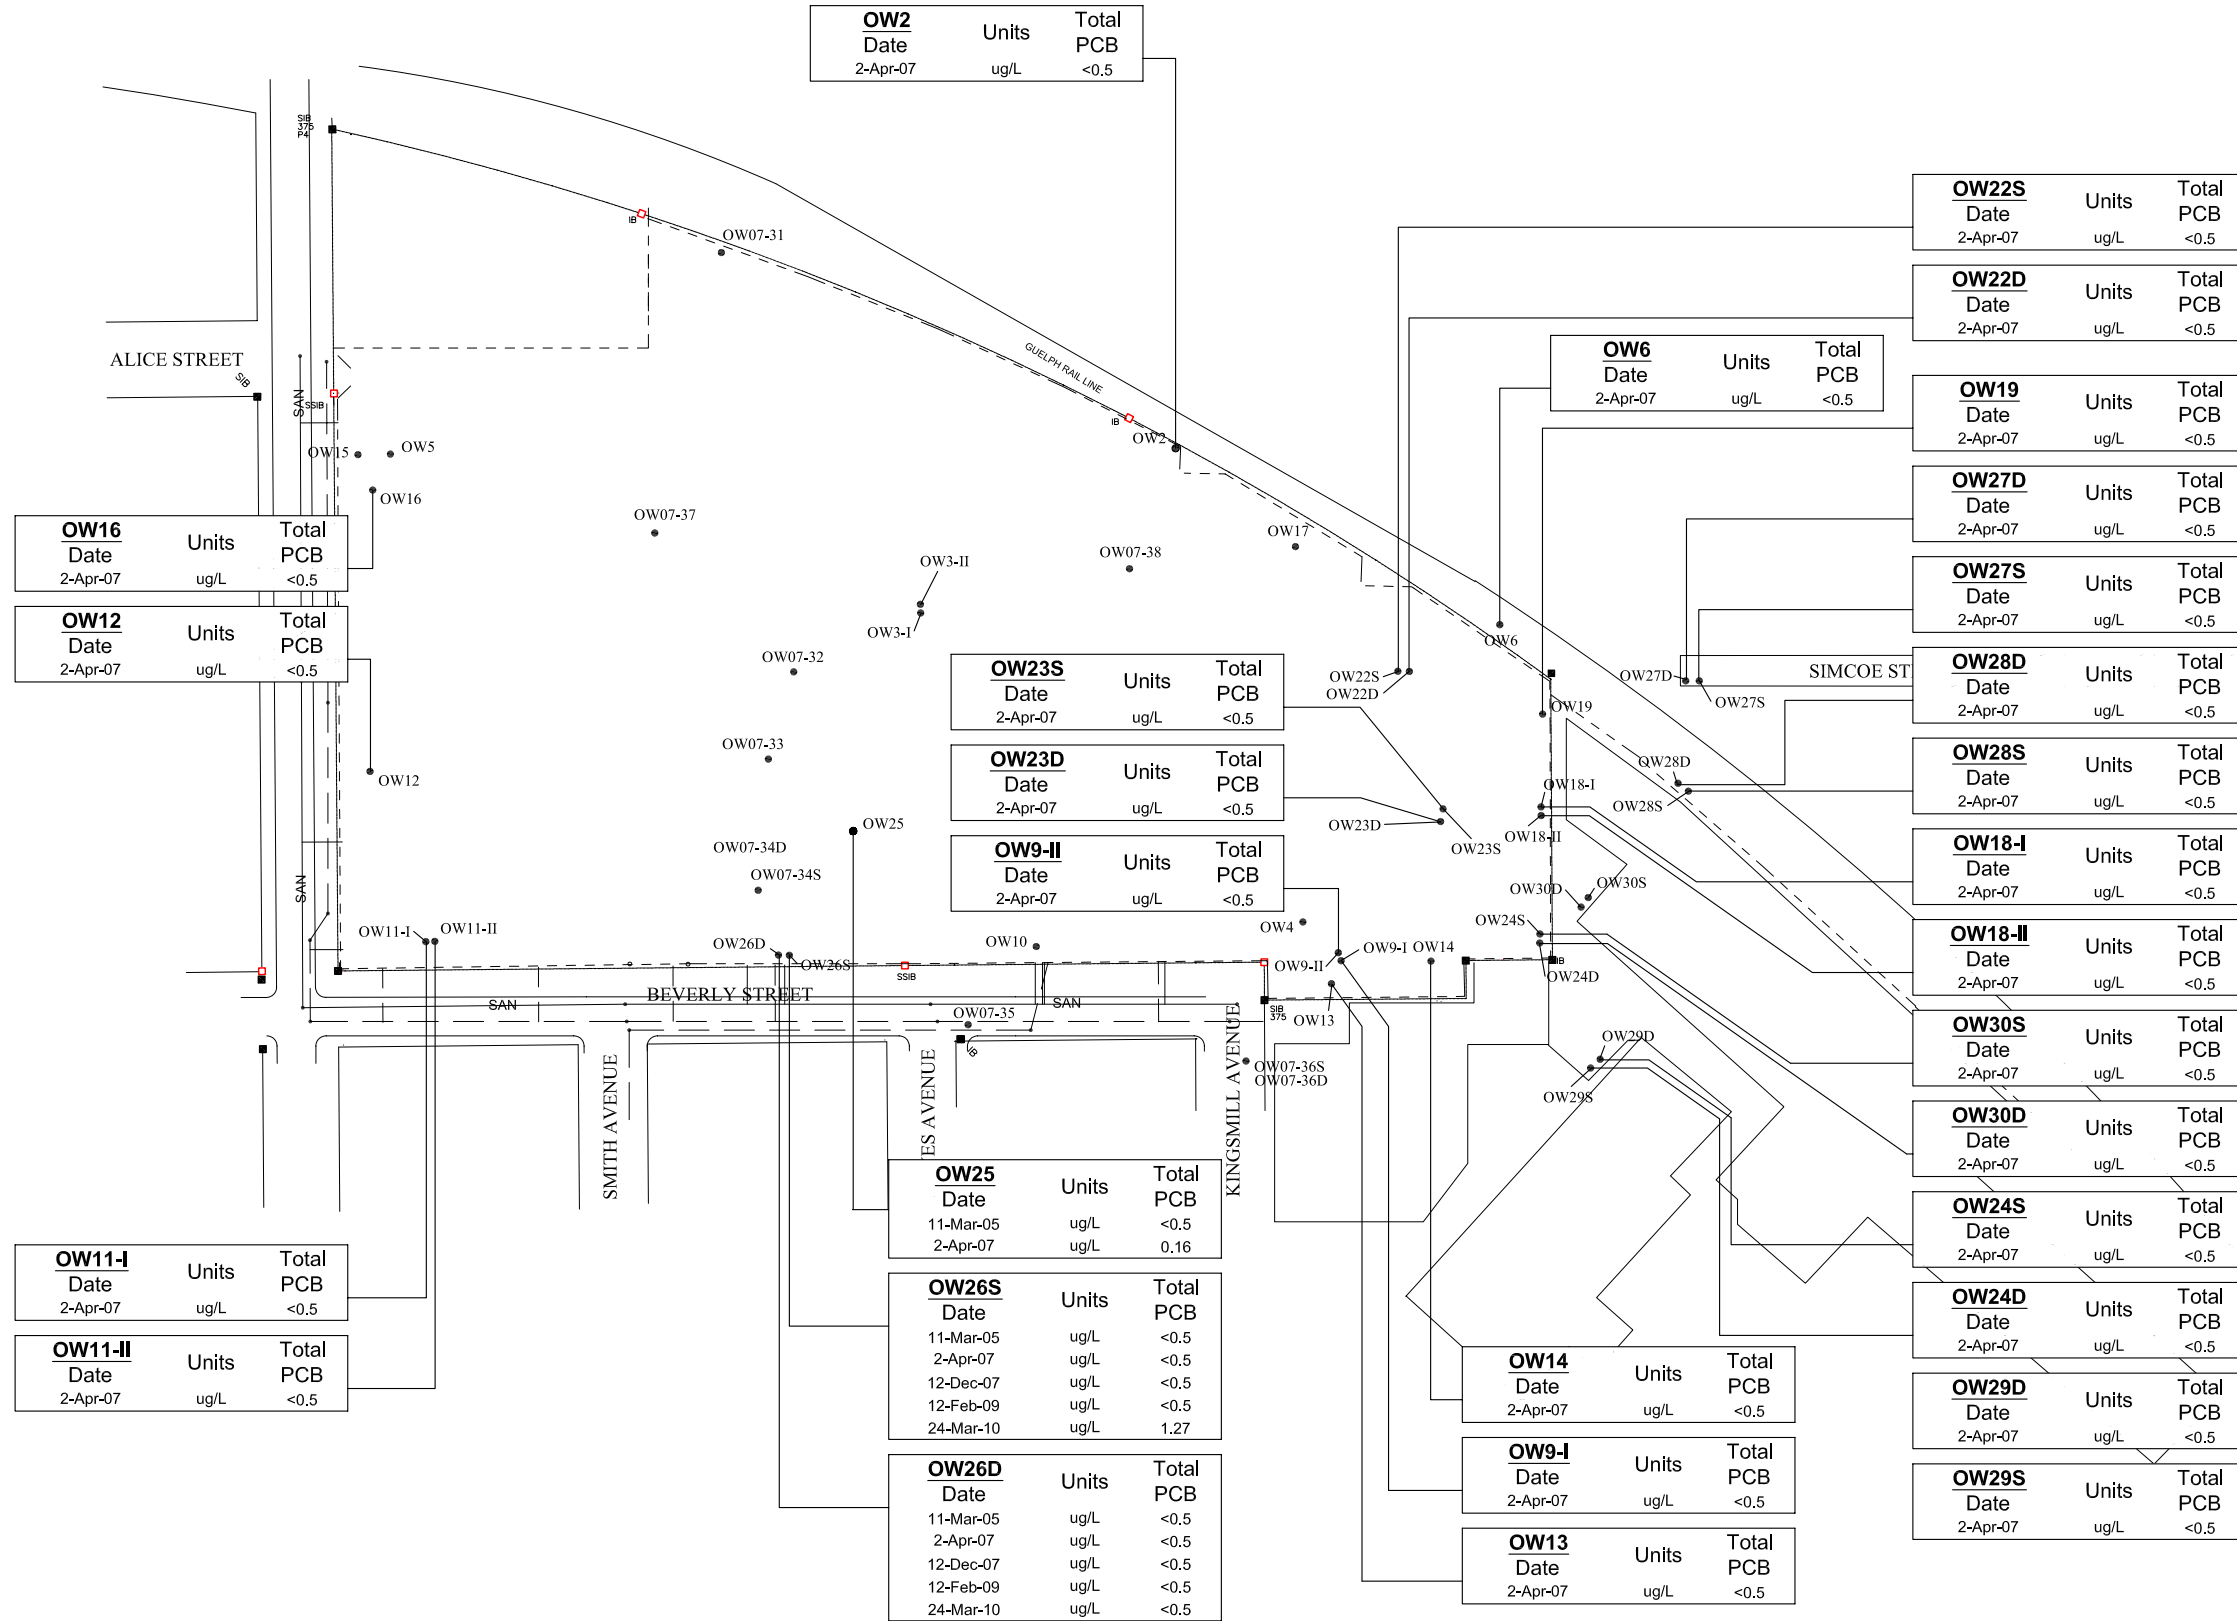 OW2 Units Total
Date PCB
2-Apr-07 ug/L <0.5
SIB
375
P4
IB
OW07-31
GUELPH RAIL LINE
IB
OW2
ALICE STREET
SIB
SAN
SSIB
OW15
OW5
OW16
OW16 Units Total
Date PCB
2-Apr-07 ug/L <0.5
OW12 Units Total
Date PCB
2-Apr-07 ug/L <0.5
OW12
OW07-37
OW3-II
OW3-I
OW07-38
OW17
OW07-32
OW07-33
OW25
OW07-34D
OW07-34S
OW22S Units Total
Date PCB
2-Apr-07 ug/L <0.5
OW22D Units Total
Date PCB
2-Apr-07 ug/L <0.5
OW6 Units Total
Date PCB
2-Apr-07 ug/L <0.5
OW19 Units Total
Date PCB
2-Apr-07 ug/L <0.5
OW27D Units Total
Date PCB
2-Apr-07 ug/L <0.5
OW27S Units Total
Date PCB
2-Apr-07 ug/L <0.5
OW28D Units Total
Date PCB
2-Apr-07 ug/L <0.5
OW28S Units Total
Date PCB
2-Apr-07 ug/L <0.5
OW18-I Units Total
Date PCB
2-Apr-07 ug/L <0.5
OW18-II Units Total
Date PCB
2-Apr-07 ug/L <0.5
OW30S Units Total
Date PCB
2-Apr-07 ug/L <0.5
OW30D Units Total
Date PCB
2-Apr-07 ug/L <0.5
OW24S Units Total
Date PCB
2-Apr-07 ug/L <0.5
OW24D Units Total
Date PCB
2-Apr-07 ug/L <0.5
OW29D Units Total
Date PCB
2-Apr-07 ug/L <0.5
OW29S Units Total
Date PCB
2-Apr-07 ug/L <0.5
OW6
OW22S
OW22D
OW27D
OW27S
SIMCOE ST
OW19
OW28D
OW28S
OW18-I
OW18-II
OW23D
OW23S
OW30D
OW30S
OW24S
OW24D
IB
OW29D
OW29S
OW23S Units Total
Date PCB
2-Apr-07 ug/L <0.5
OW23D Units Total
Date PCB
2-Apr-07 ug/L <0.5
OW9-II Units Total
Date PCB
2-Apr-07 ug/L <0.5
OW4
OW9-I
OW9-II
OW14
OW13
SAN
OW11-I
OW11-II
OW26D
OW26S
SSIB
OW10
BEVERLY STREET
SAN
SAN
OW07-35
IB
SIB
375
OW07-36S
OW07-36D
SMITH AVENUE
ES AVENUE
KINGSMILL AVENUE
OW25 Units Total
Date PCB
11-Mar-05 ug/L <0.5
2-Apr-07 ug/L 0.16
OW26S Units Total
Date PCB
11-Mar-05 ug/L <0.5
2-Apr-07 ug/L <0.5
12-Dec-07 ug/L <0.5
12-Feb-09 ug/L <0.5
24-Mar-10 ug/L 1.27
OW26D Units Total
Date PCB
11-Mar-05 ug/L <0.5
2-Apr-07 ug/L <0.5
12-Dec-07 ug/L <0.5
12-Feb-09 ug/L <0.5
24-Mar-10 ug/L <0.5
OW11-I Units Total
Date PCB
2-Apr-07 ug/L <0.5
OW11-II Units Total
Date PCB
2-Apr-07 ug/L <0.5
OW14 Units Total
Date PCB
2-Apr-07 ug/L <0.5
OW9-I Units Total
Date PCB
2-Apr-07 ug/L <0.5
OW13 Units Total
Date PCB
2-Apr-07 ug/L <0.5